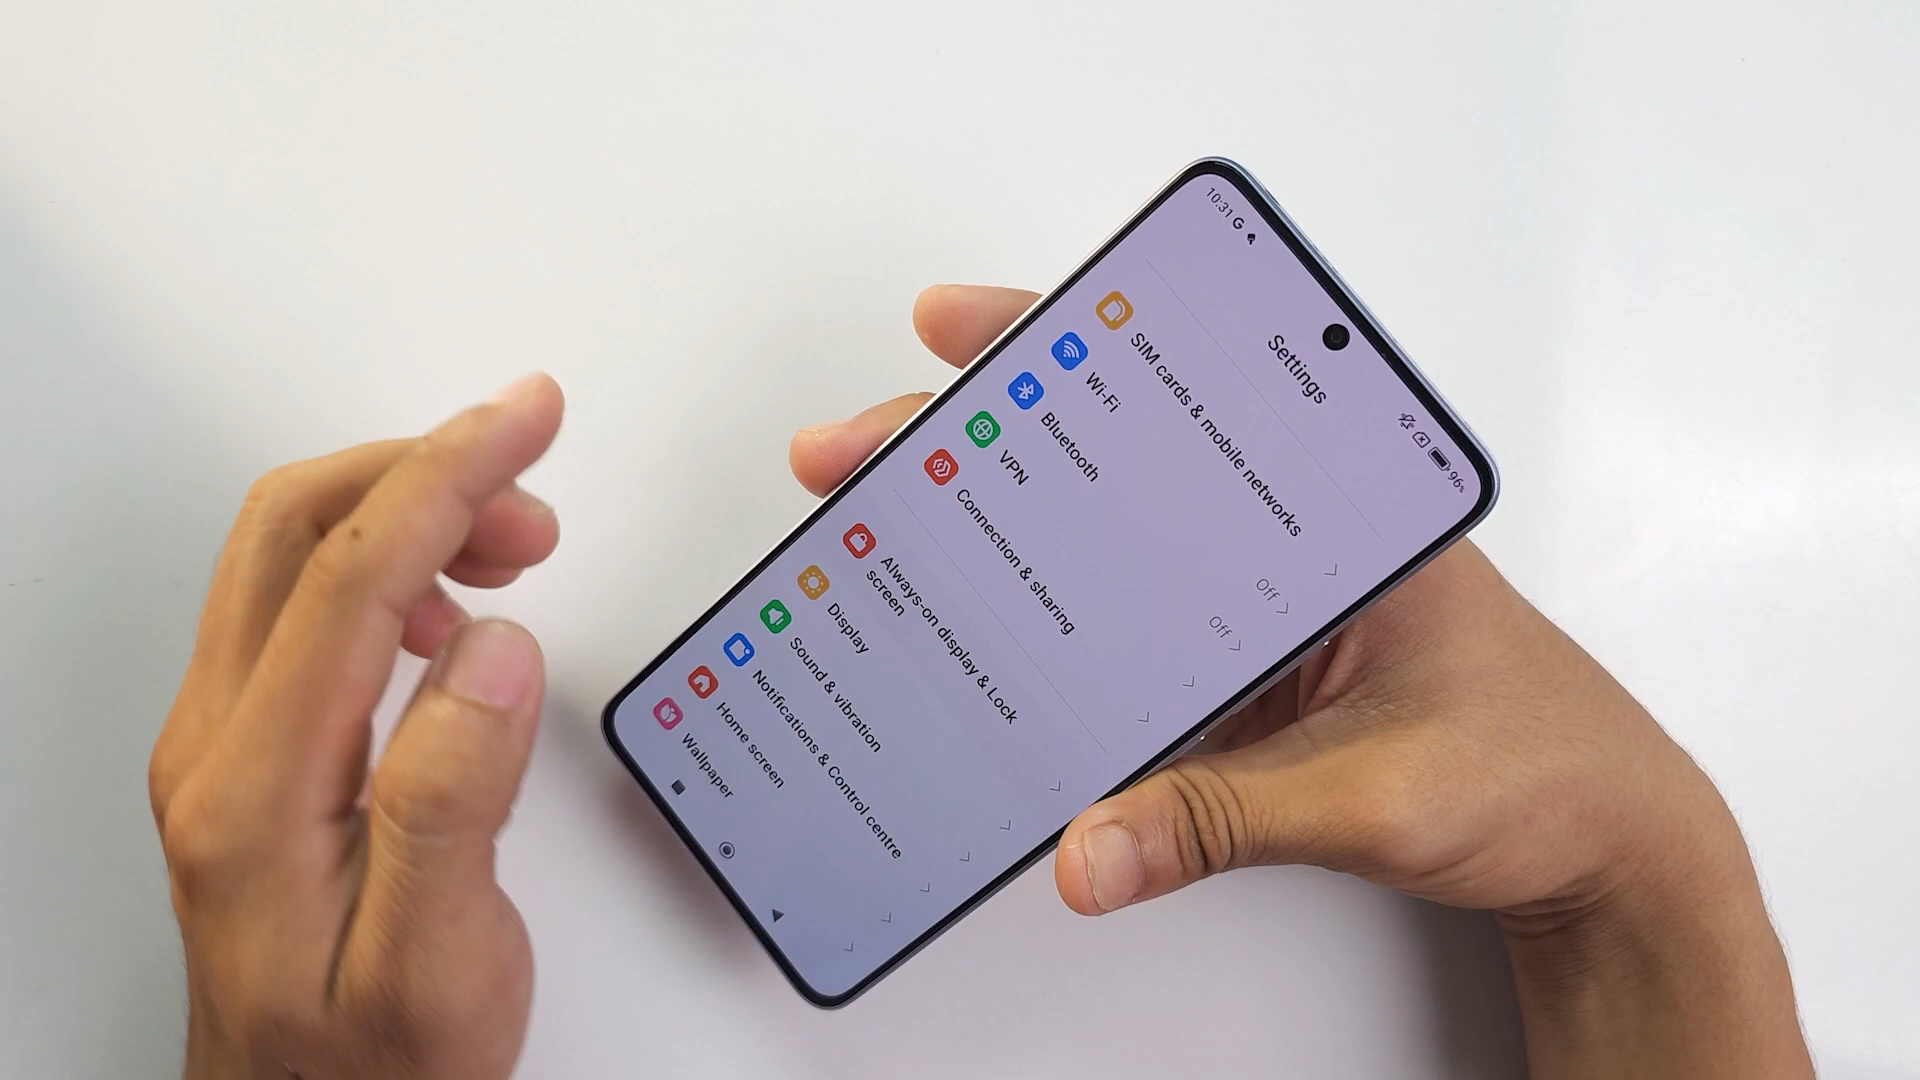 10:31 G
96%
Settings
SIM cards & mobile networks
Wi-Fi
Off
Bluetooth
Off
VPN
Connection & sharing
Always-on display & Lock
screen
Display
Sound & vibration
Notifications & Control centre
Home screen
Wallpaper